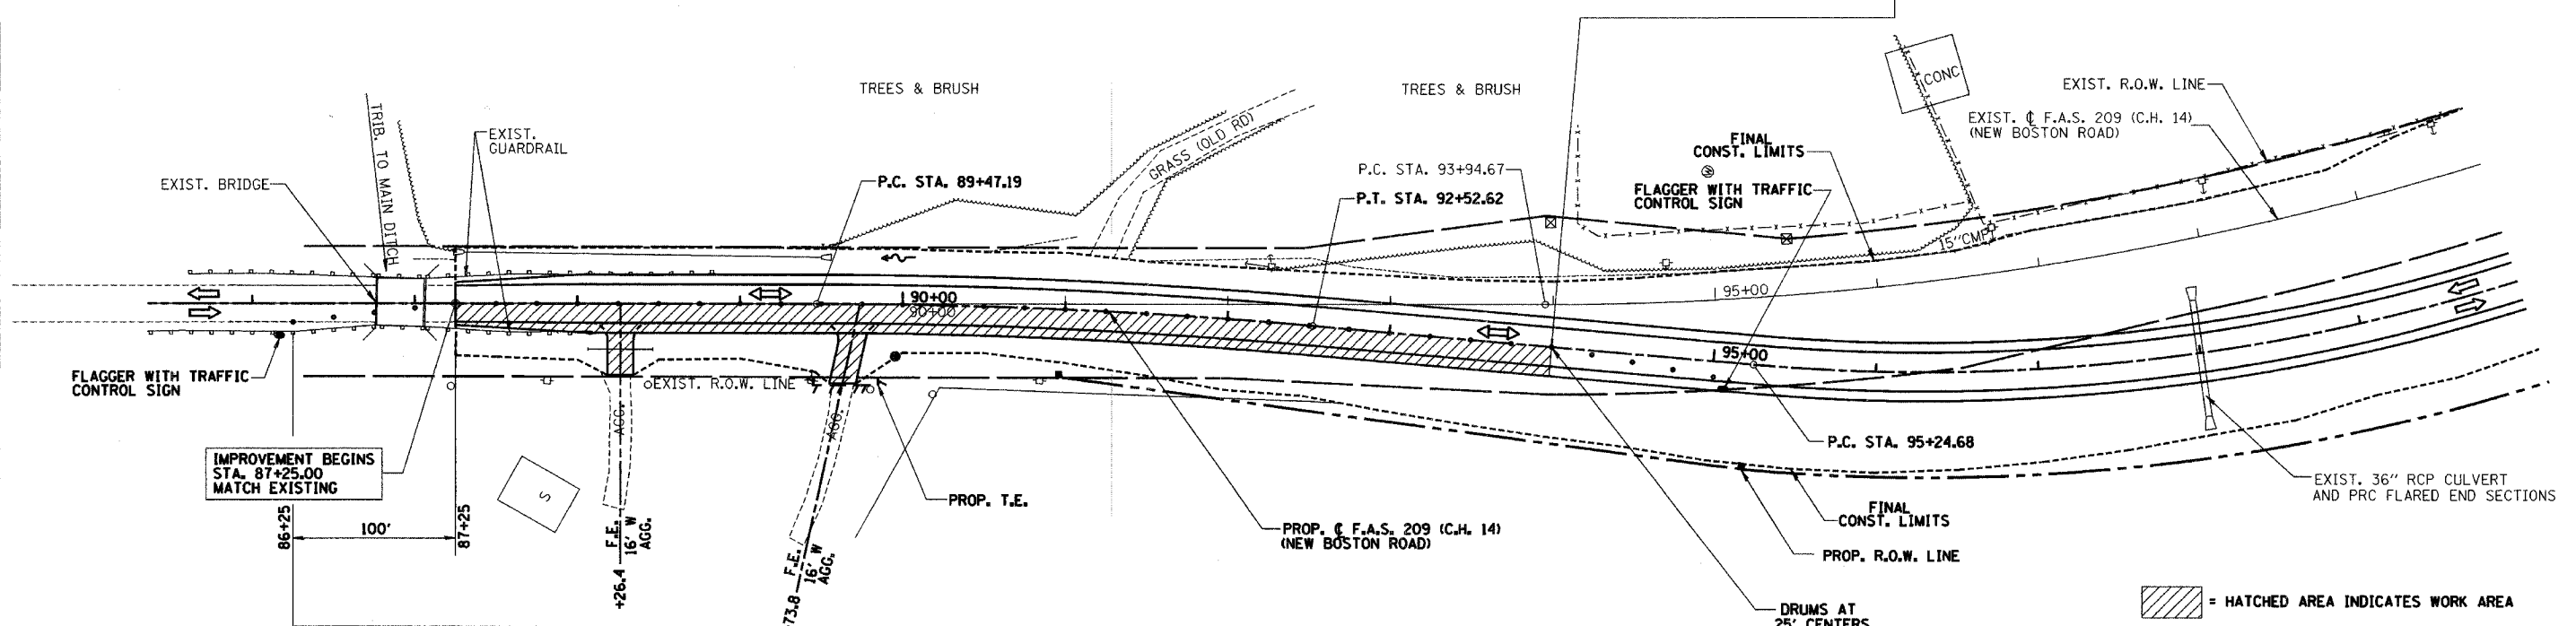 TREES & BRUSH
TREES & BRUSH
CONC
EXIST. R.O.W. LINE
EXIST. ℄ F.A.S. 209 (C.H. 14)
(NEW BOSTON ROAD)
TRIB. TO MAIN DITCH
EXIST.
GUARDRAIL
GRASS (OLD RD)
FINAL
CONST. LIMITS
EXIST. BRIDGE
P.C. STA. 89+47.19
P.C. STA. 93+94.67
P.T. STA. 92+52.62
FLAGGER WITH TRAFFIC
CONTROL SIGN
15"CMP
90+00
90+00
95+00
95+00
FLAGGER WITH TRAFFIC
CONTROL SIGN
EXIST. R.O.W. LINE
AGG.
AGG.
IMPROVEMENT BEGINS
STA. 87+25.00
MATCH EXISTING
S
P.C. STA. 95+24.68
EXIST. 36" RCP CULVERT
AND PRC FLARED END SECTIONS
PROP. T.E.
86+25
100'
87+25
F.E.
16' W
AGG.
+26.4
F.E.
16' W
AGG.
73.8
PROP. ℄ F.A.S. 209 (C.H. 14)
(NEW BOSTON ROAD)
FINAL
CONST. LIMITS
PROP. R.O.W. LINE
DRUMS AT
25' CENTERS
= HATCHED AREA INDICATES WORK AREA